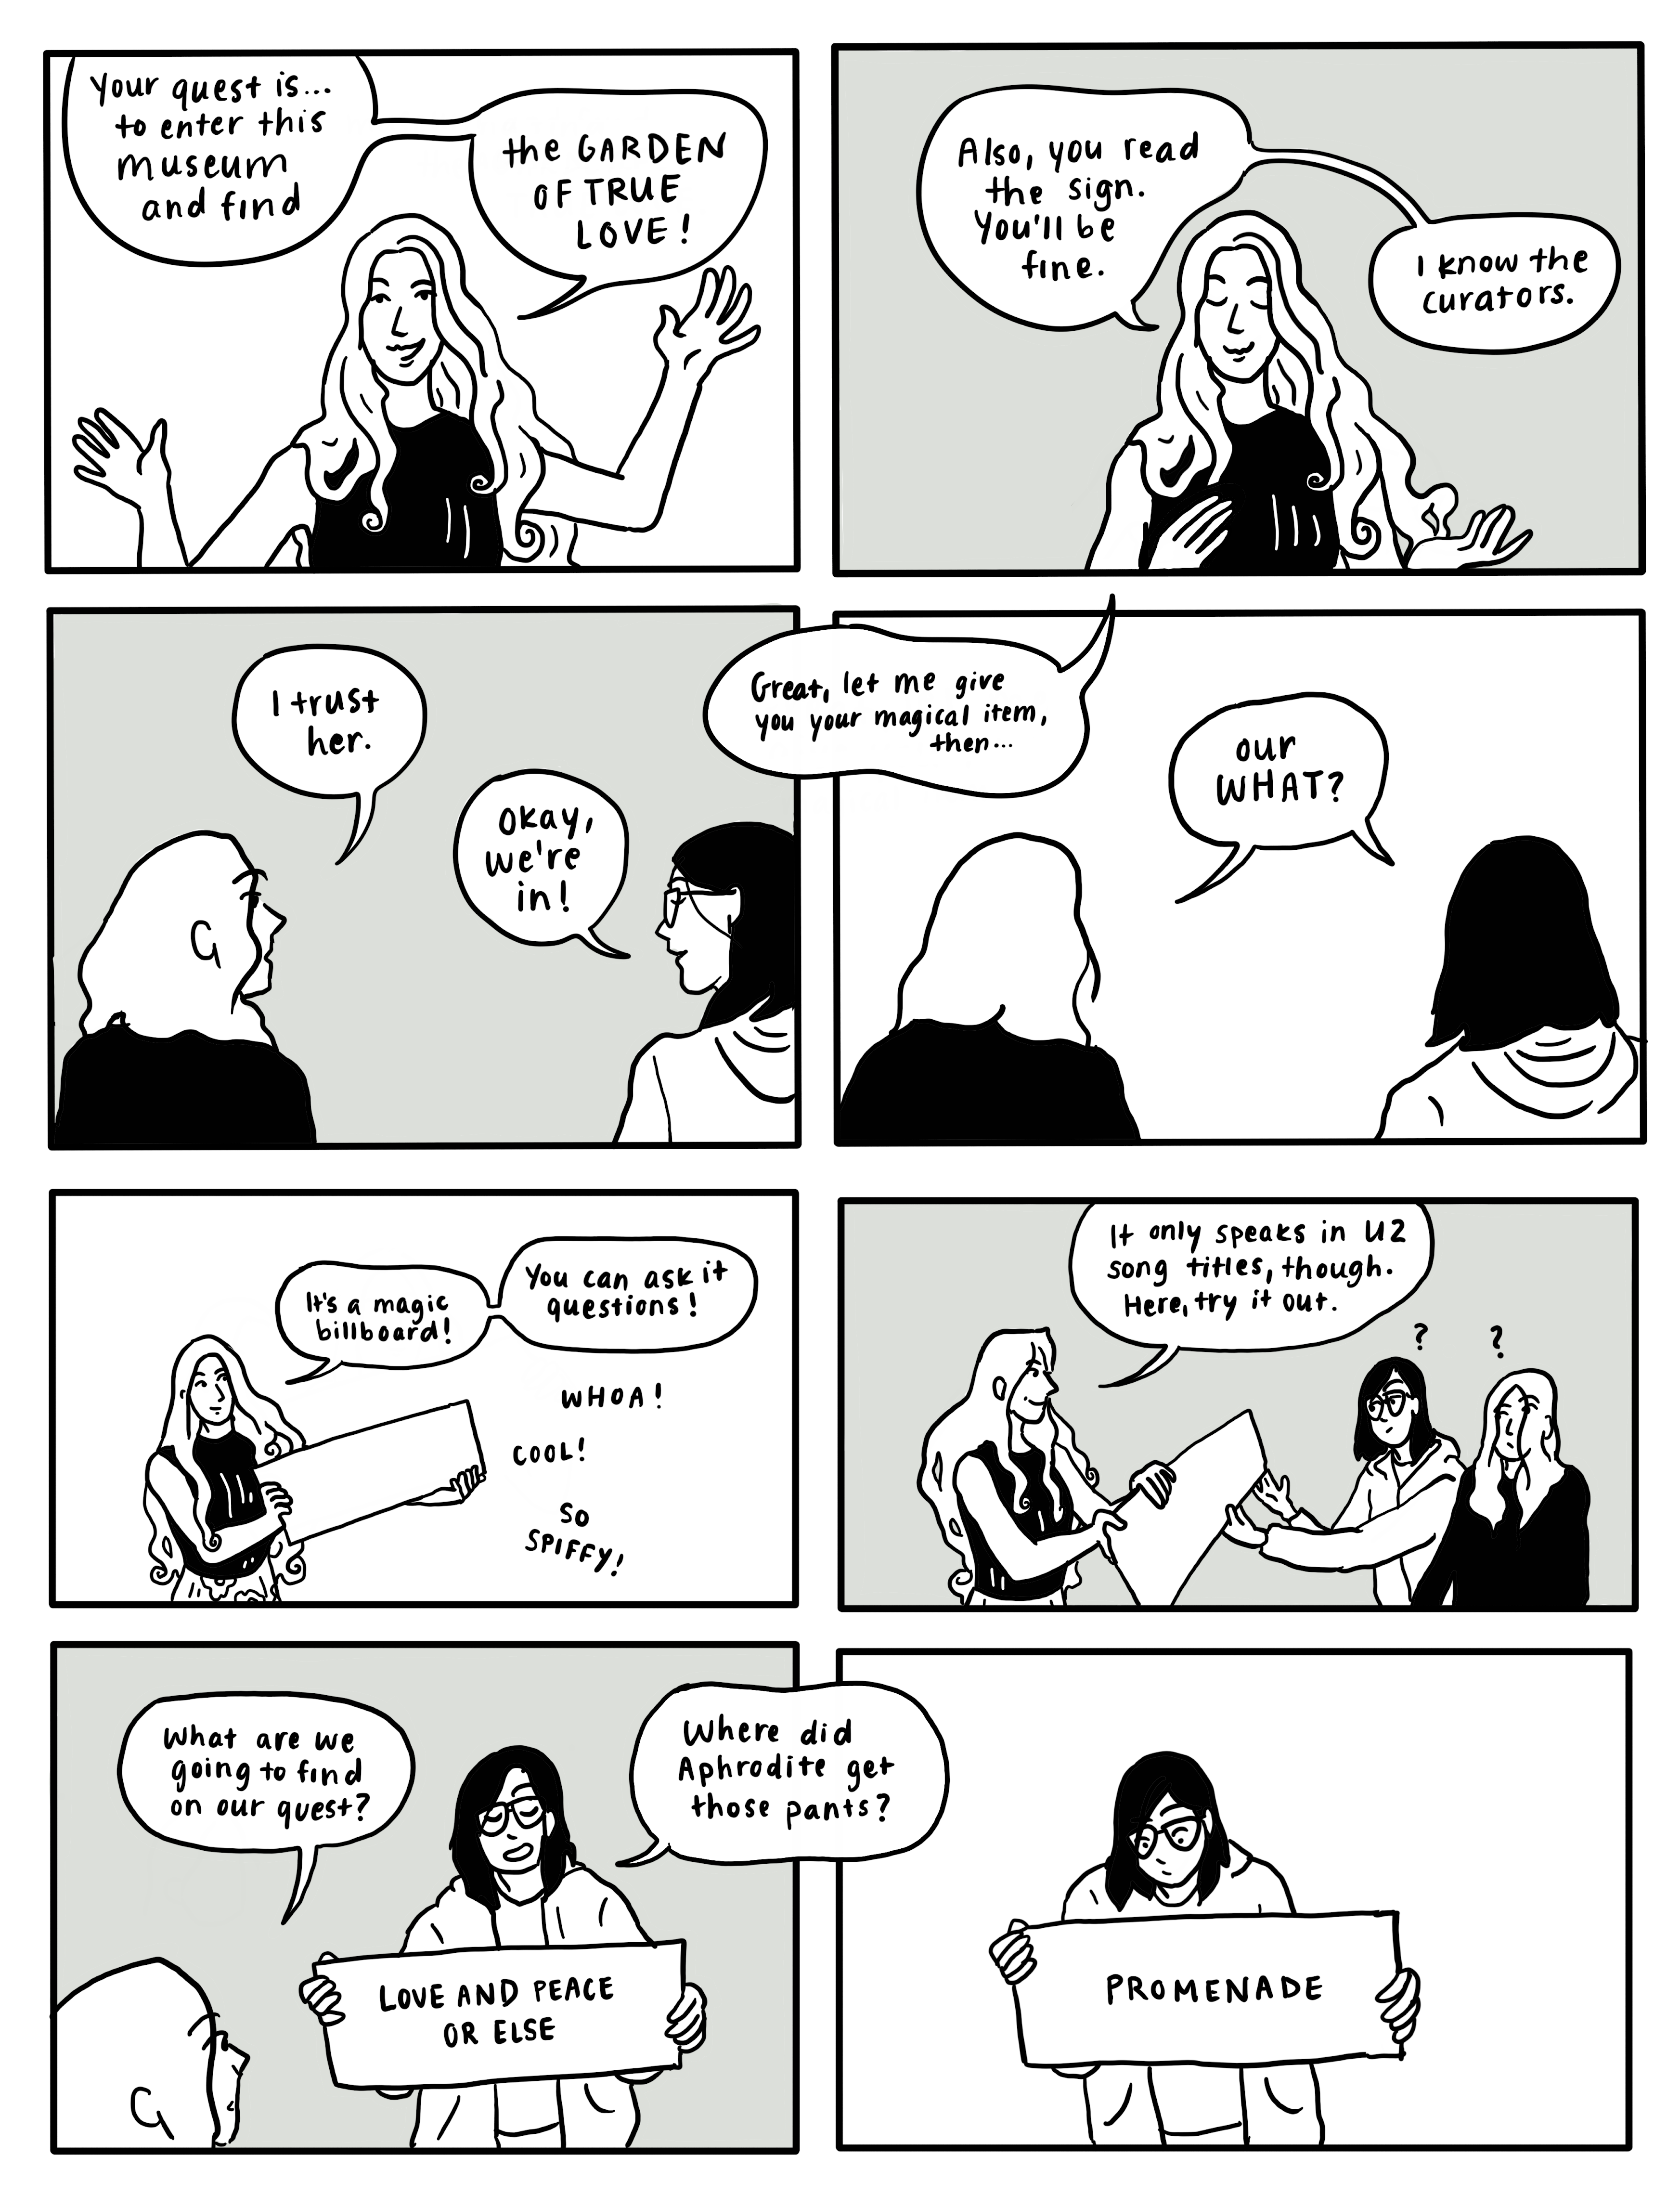 Your quest is...
to enter this
museum
and find
the GARDEN
OF TRUE
LOVE!
Also, you read
the sign.
You'll be
fine.
I know the
curators.
I trust
her.
Okay,
we're
in!
Great, let me give
you your magical item,
then...
our
WHAT?
It's a magic
billboard!
You can ask it
questions!
WHOA!
COOL!
SO
SPIFFY!
It only speaks in U2
song titles, though.
Here, try it out.
?
?
What are we
going to find
on our quest?
LOVE AND PEACE
OR ELSE
Where did
Aphrodite get
those pants?
PROMENADE